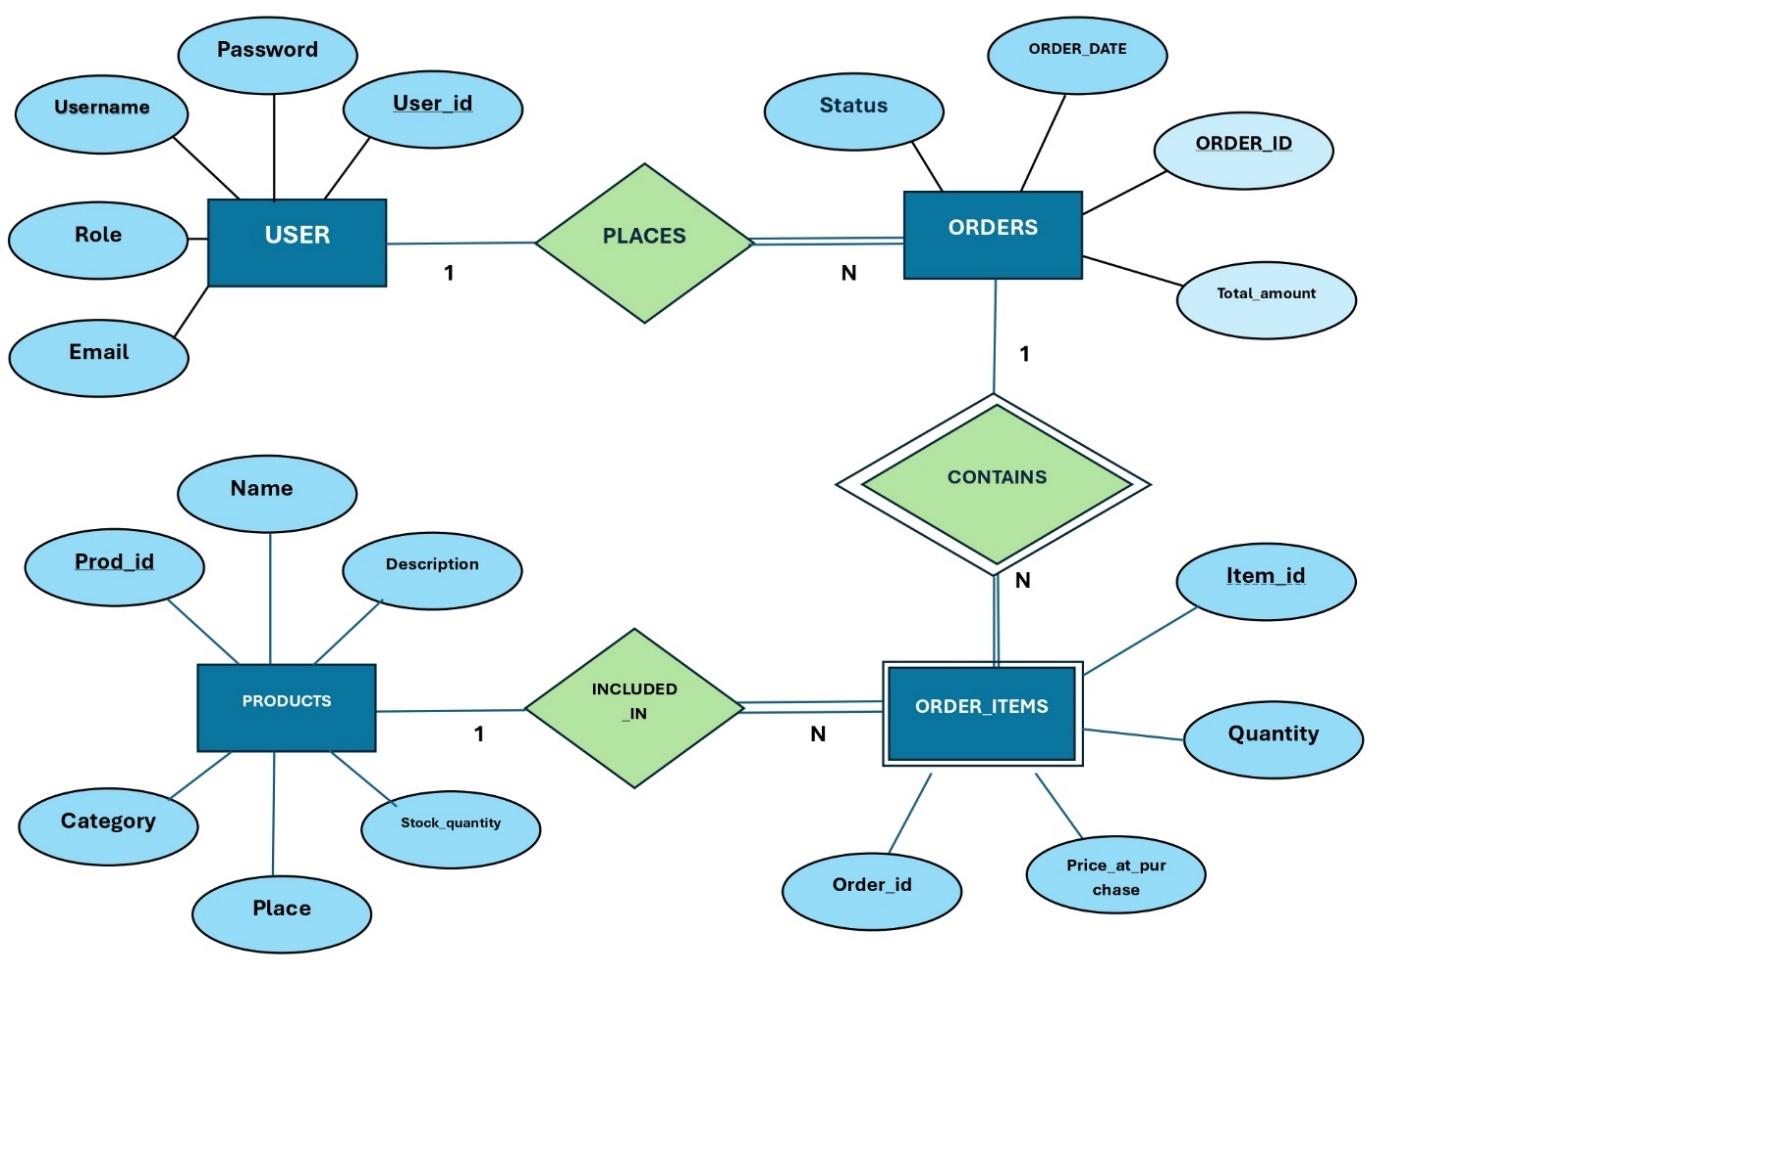 Password
Username
User_id
Role
USER
Email
PLACES
1
N
ORDER_DATE
Status
ORDER_ID
ORDERS
Total_amount
1
CONTAINS
N
Name
Prod_id
Description
PRODUCTS
Category
Stock_quantity
Place
1
INCLUDED
_IN
N
Item_id
ORDER_ITEMS
Quantity
Order_id
Price_at_pur
chase